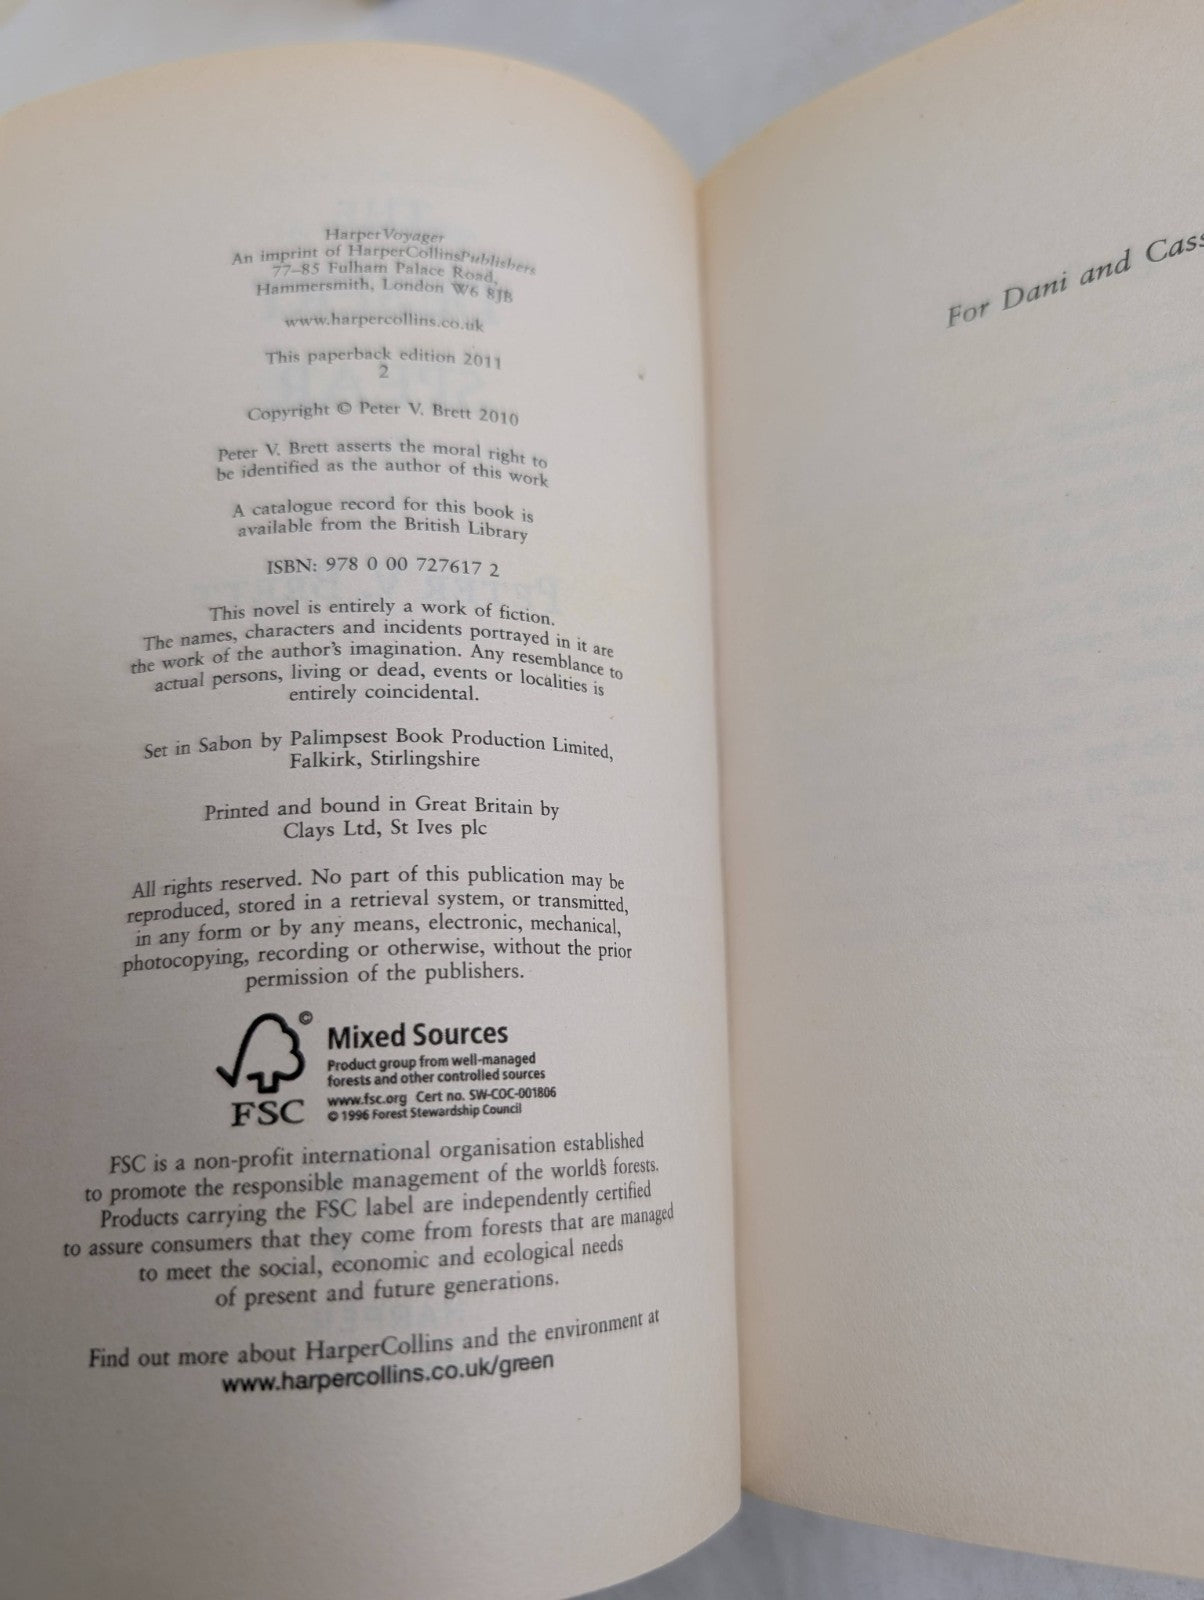 HarperVoyager
An imprint of HarperCollinsPublishers
77–85 Fulham Palace Road,
Hammersmith, London W6 8JB
www.harpercollins.co.uk
This paperback edition 2011
2
Copyright © Peter V. Brett 2010
Peter V. Brett asserts the moral right to
be identified as the author of this work
A catalogue record for this book is
available from the British Library
ISBN: 978 0 00 727617 2
This novel is entirely a work of fiction.
The names, characters and incidents portrayed in it are
the work of the author's imagination. Any resemblance to
actual persons, living or dead, events or localities is
entirely coincidental.
Set in Sabon by Palimpsest Book Production Limited,
Falkirk, Stirlingshire
Printed and bound in Great Britain by
Clays Ltd, St Ives plc
All rights reserved. No part of this publication may be
reproduced, stored in a retrieval system, or transmitted,
in any form or by any means, electronic, mechanical,
photocopying, recording or otherwise, without the prior
permission of the publishers.
©
FSC
Mixed Sources
Product group from well-managed
forests and other controlled sources
www.fsc.org Cert no. SW-COC-001806
© 1996 Forest Stewardship Council
FSC is a non-profit international organisation established
to promote the responsible management of the world's forests.
Products carrying the FSC label are independently certified
to assure consumers that they come from forests that are managed
to meet the social, economic and ecological needs
of present and future generations.
Find out more about HarperCollins and the environment at
www.harpercollins.co.uk/green
For Dani and Cass